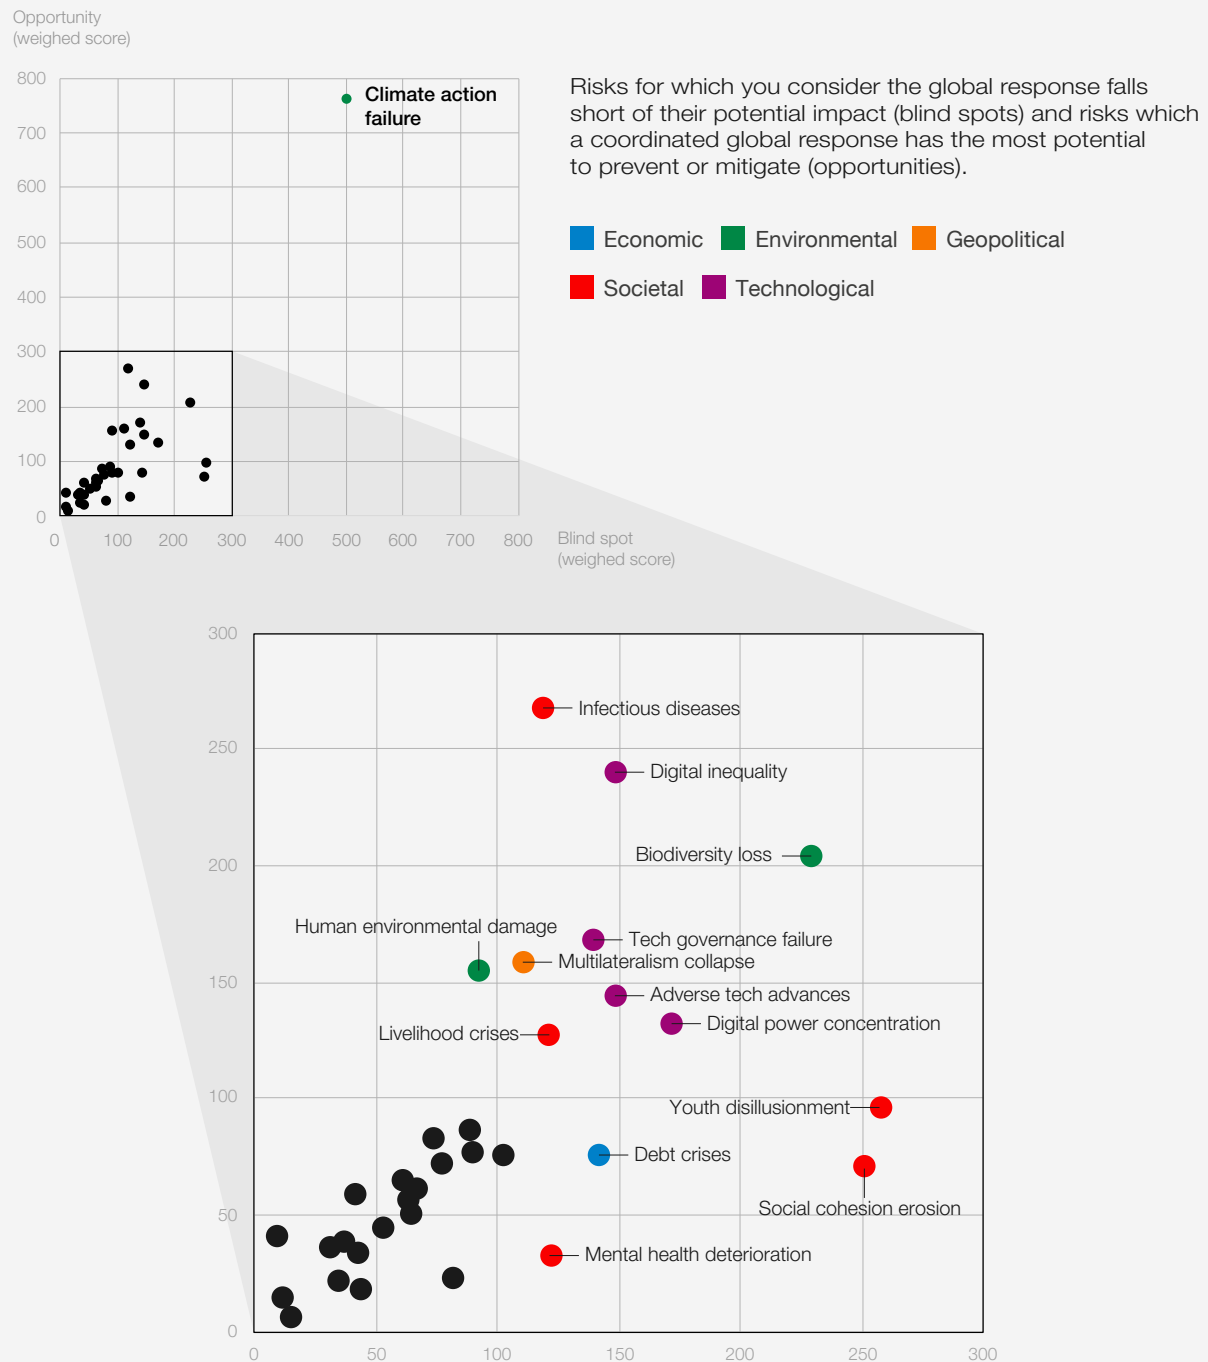 Opportunity
(weighed score)
800
700
600
500
400
300
200
100
0
Climate action
failure
0 100 200 300 400 500 600 700 800
Blind spot
(weighed score)
Risks for which you consider the global response falls
short of their potential impact (blind spots) and risks which
a coordinated global response has the most potential
to prevent or mitigate (opportunities).
Economic Environmental Geopolitical
Societal Technological
300
250
200
150
100
50
0
Infectious diseases
Digital inequality
Biodiversity loss
Human environmental damage
Tech governance failure
Multilateralism collapse
Adverse tech advances
Digital power concentration
Livelihood crises
Youth disillusionment
Debt crises
Social cohesion erosion
Mental health deterioration
0 50 100 150 200 250 300